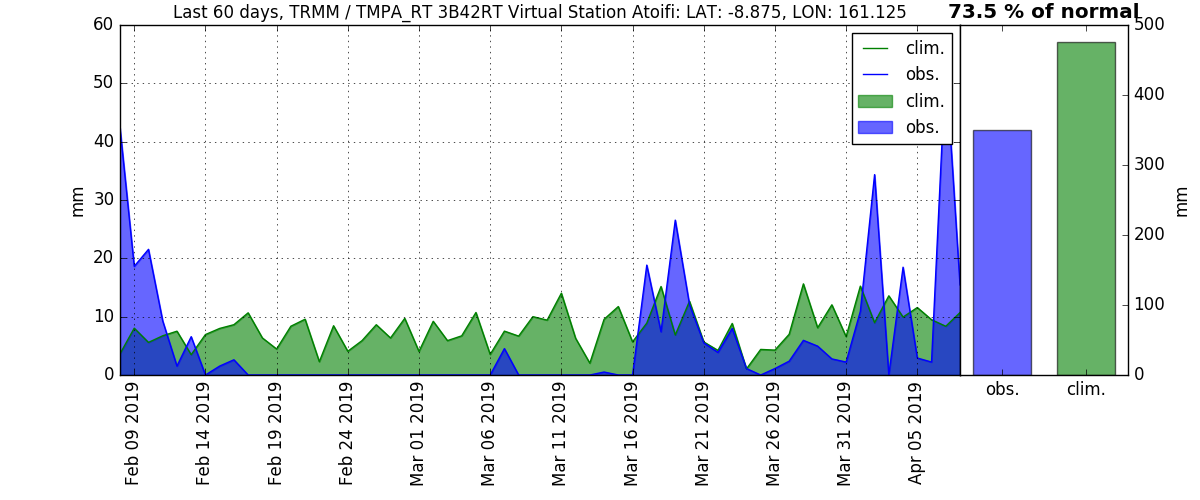 Last 60 days, TRMM / TMPA_RT 3B42RT Virtual Station Atoifi: LAT: -8.875, LON: 161.125
73.5 % of normal
60
50
40
30
20
10
0
mm
clim.
obs.
clim.
obs.
Feb 09 2019
Feb 14 2019
Feb 19 2019
Feb 24 2019
Mar 01 2019
Mar 06 2019
Mar 11 2019
Mar 16 2019
Mar 21 2019
Mar 26 2019
Mar 31 2019
Apr 05 2019
500
400
300
200
100
0
mm
obs.
clim.